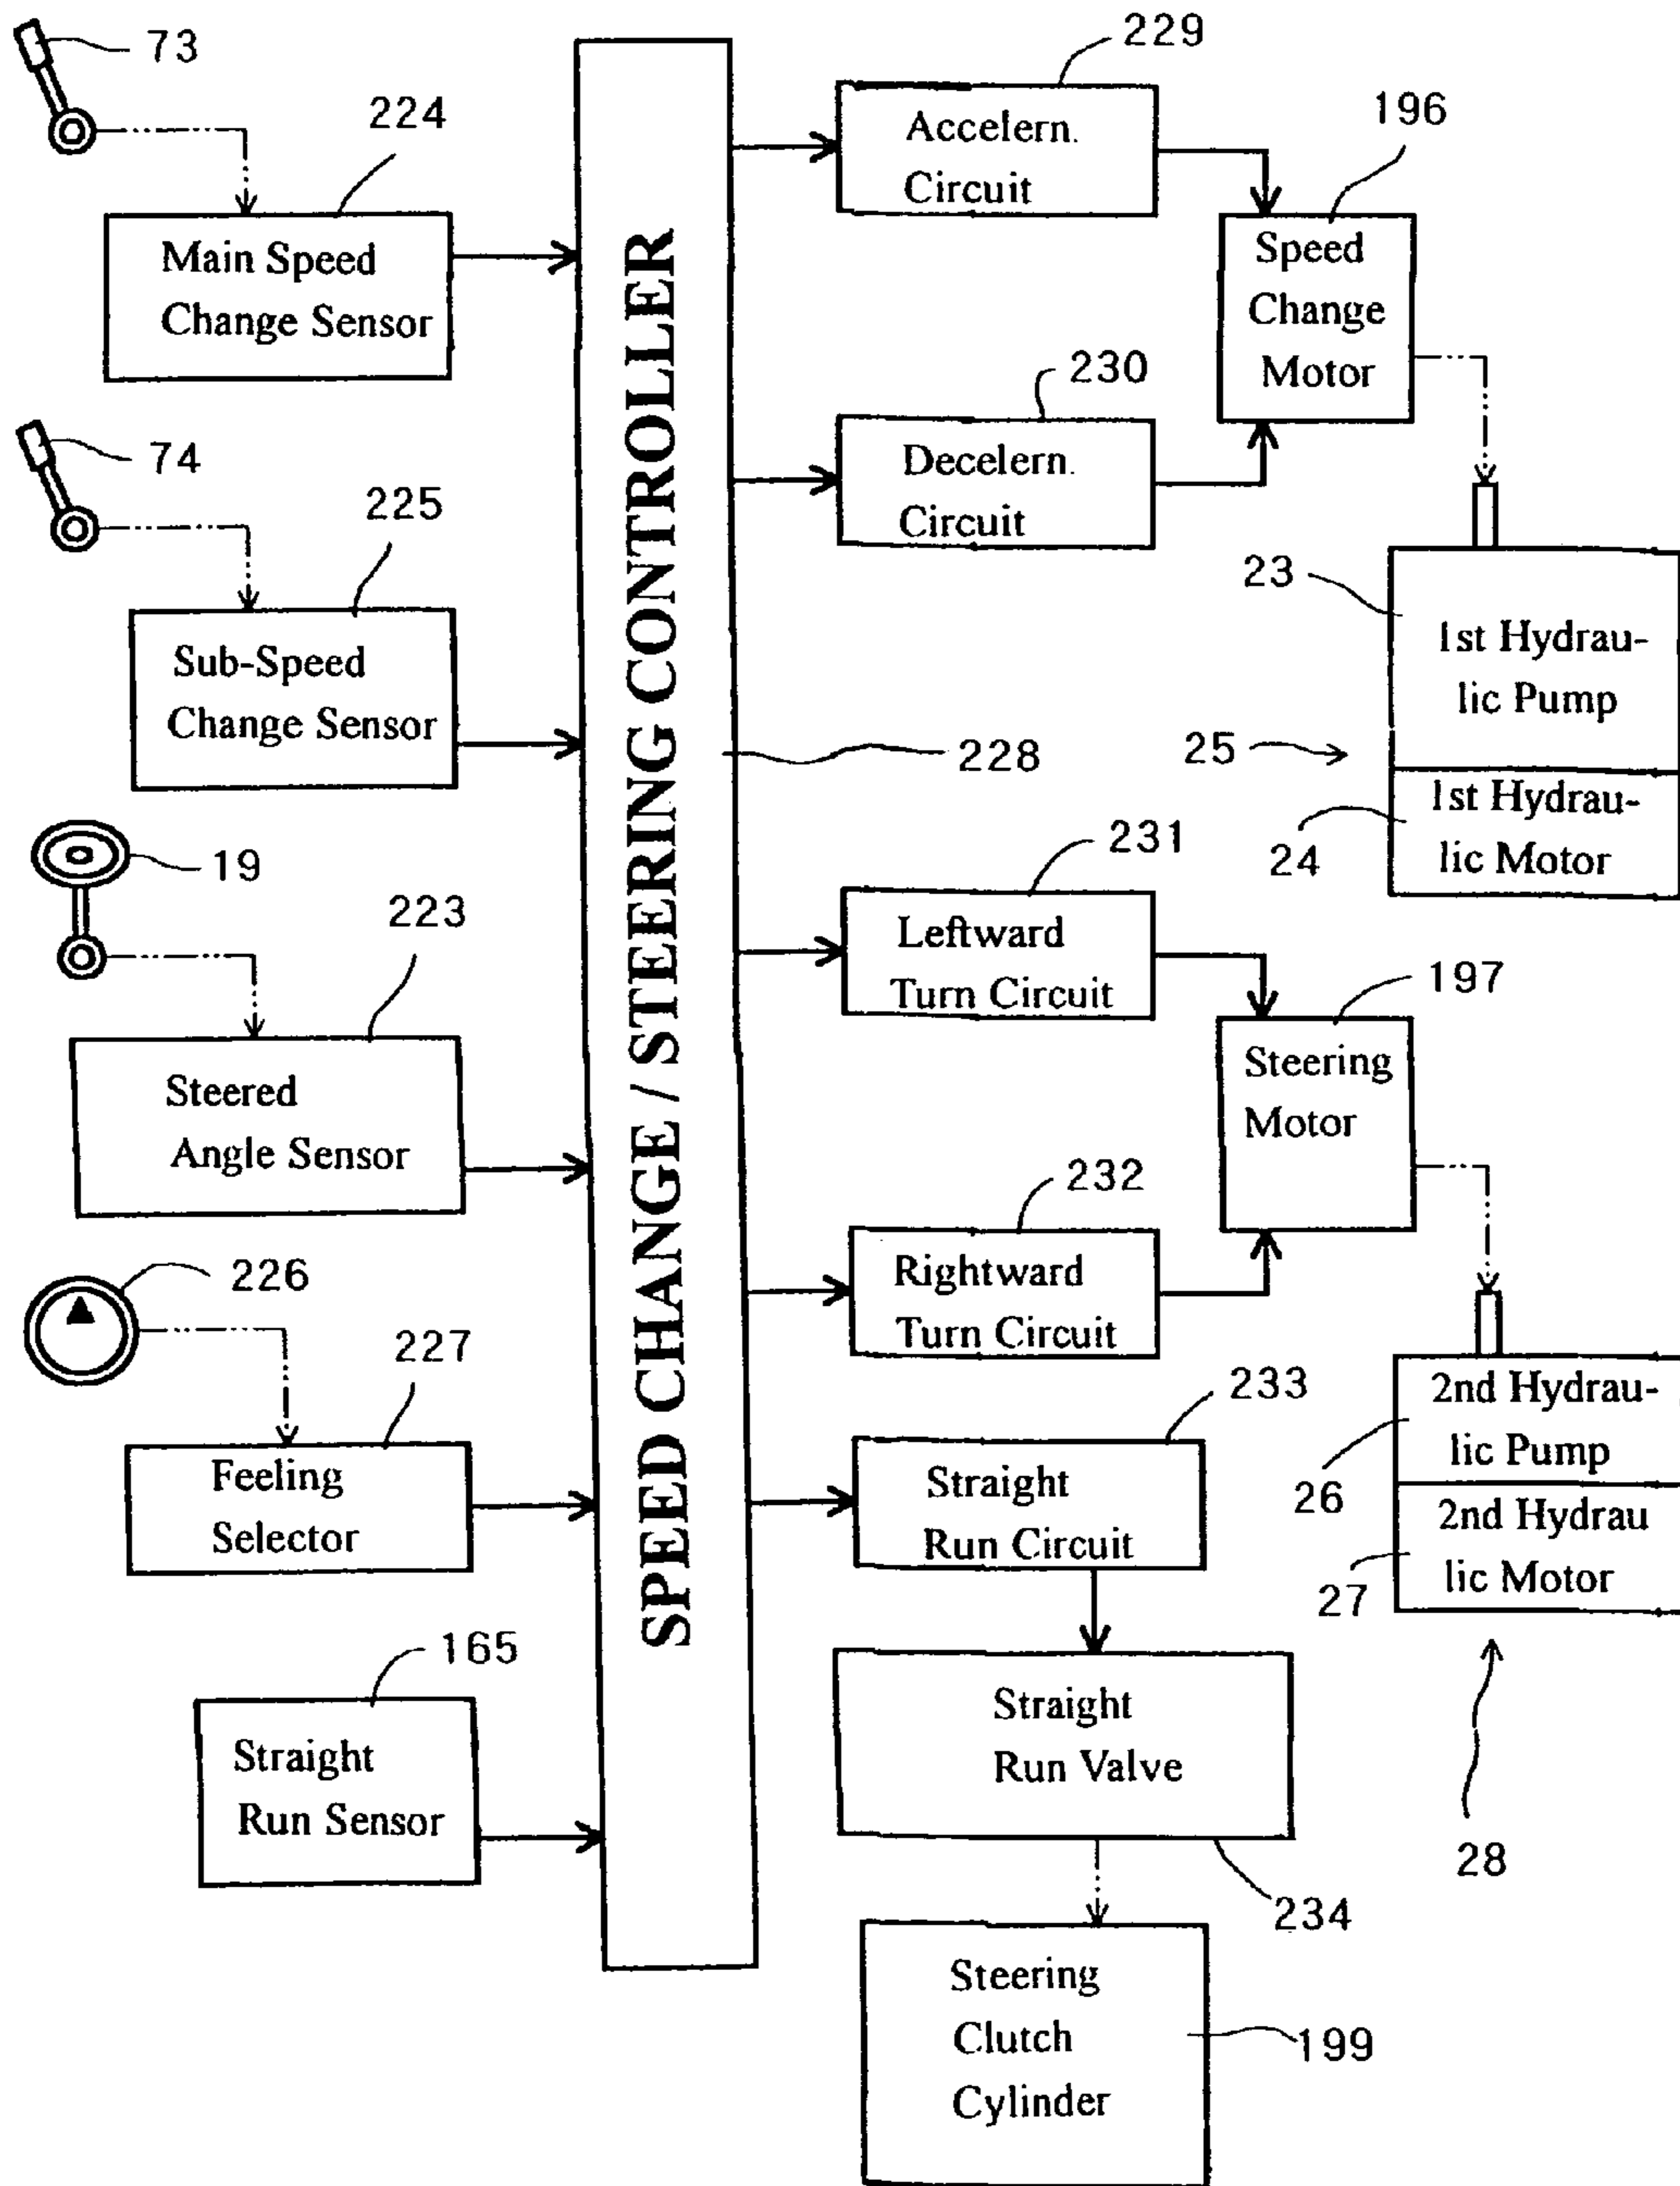 73
224
Main Speed
Change Sensor
74
225
Sub-Speed
Change Sensor
19
223
Steered
Angle Sensor
226
227
Feeling
Selector
165
Straight
Run Sensor
SPEED CHANGE / STEERING CONTROLLER
228
229
Accelern.
Circuit
196
Speed
Change
Motor
230
Decelern.
Circuit
23
1st Hydrau-
lic Pump
25
1st Hydrau-
lic Motor
24
231
Leftward
Turn Circuit
197
Steering
Motor
232
Rightward
Turn Circuit
2nd Hydrau-
lic Pump
26
2nd Hydrau
lic Motor
27
28
233
Straight
Run Circuit
Straight
Run Valve
234
Steering
Clutch
Cylinder
199